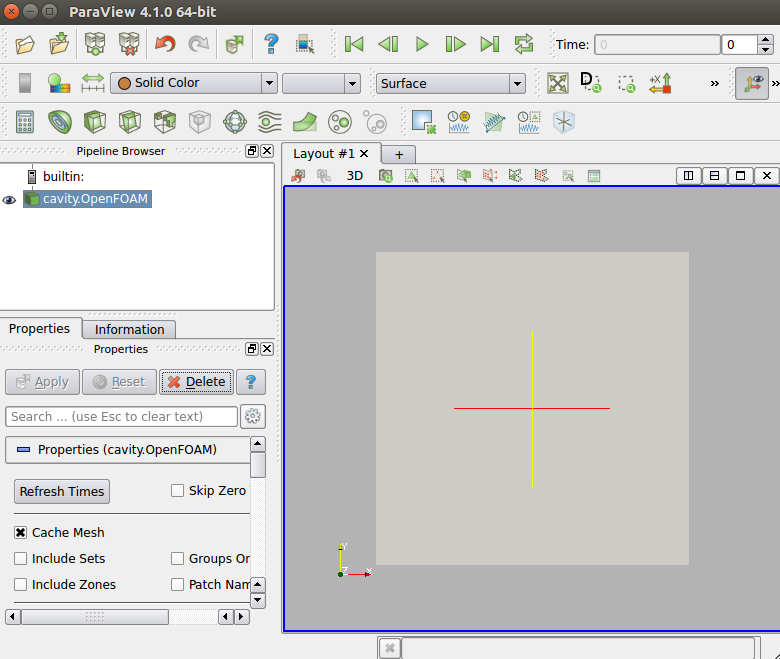 ParaView 4.1.0 64-bit
Time: 0 0
Solid Color Surface
D
+X
»
»
Pipeline Browser
Layout #1
+
builtin:
3D
cavity.OpenFOAM
Properties Information
Properties
Apply Reset Delete ?
Search ... (use Esc to clear text)
Properties (cavity.OpenFOAM)
Refresh Times Skip Zero
Cache Mesh
Include Sets Groups On
Include Zones Patch Nam
Y
Z X